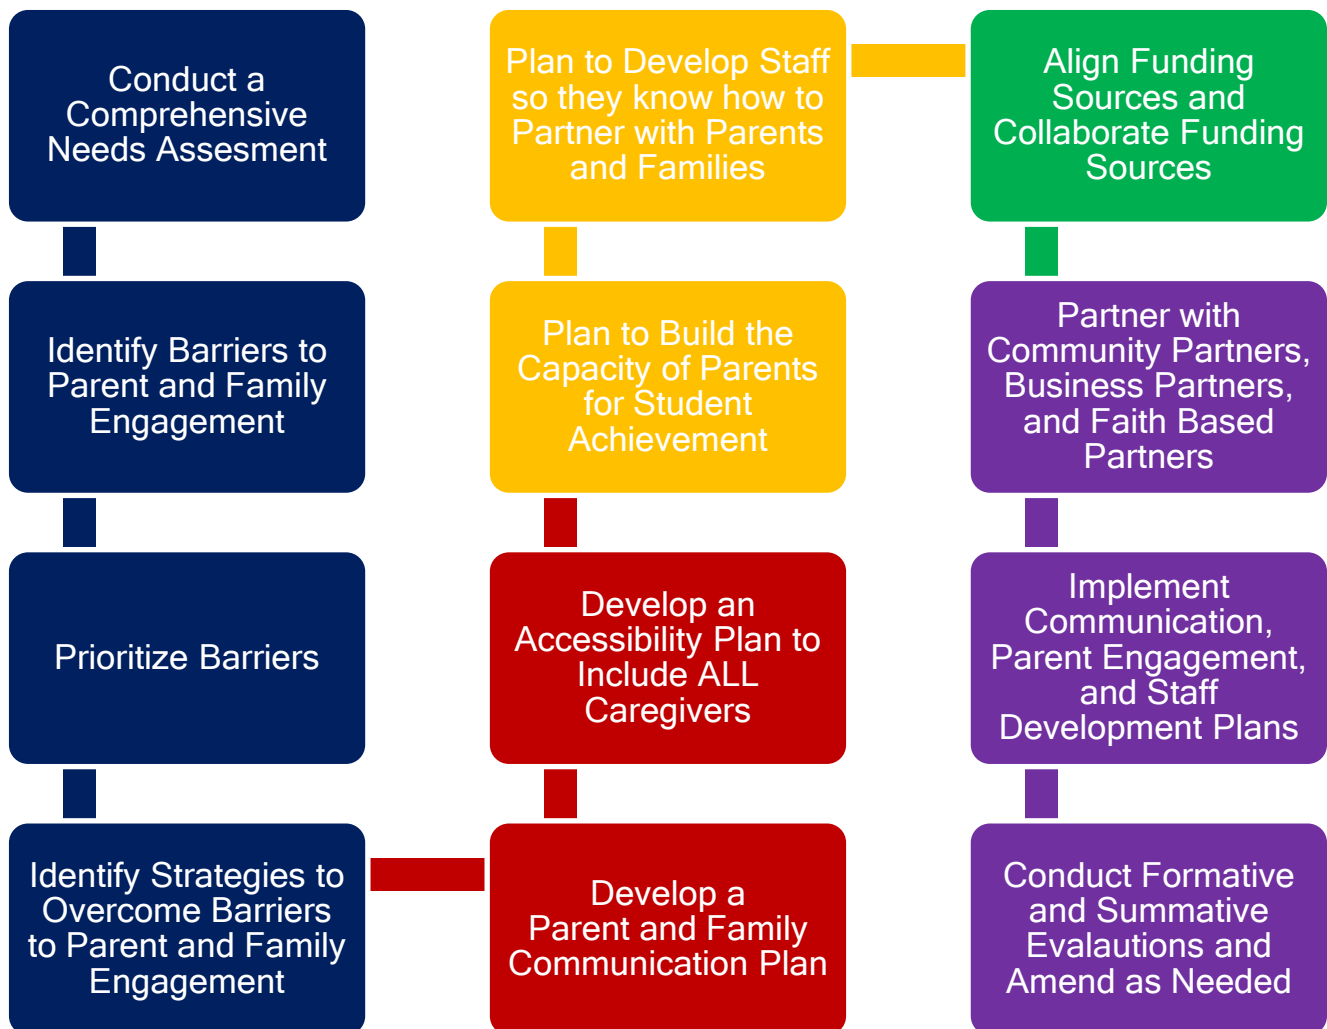 Conduct a
Comprehensive
Needs Assesment
Identify Barriers to
Parent and Family
Engagement
Prioritize Barriers
Identify Strategies to
Overcome Barriers
to Parent and Family
Engagement
Develop a
Parent and Family
Communication Plan
Develop an
Accessibility Plan to
Include ALL
Caregivers
Plan to Build the
Capacity of Parents
for Student
Achievement
Plan to Develop Staff
so they know how to
Partner with Parents
and Families
Align Funding
Sources and
Collaborate Funding
Sources
Partner with
Community Partners,
Business Partners,
and Faith Based
Partners
Implement
Communication,
Parent Engagement,
and Staff
Development Plans
Conduct Formative
and Summative
Evalautions and
Amend as Needed